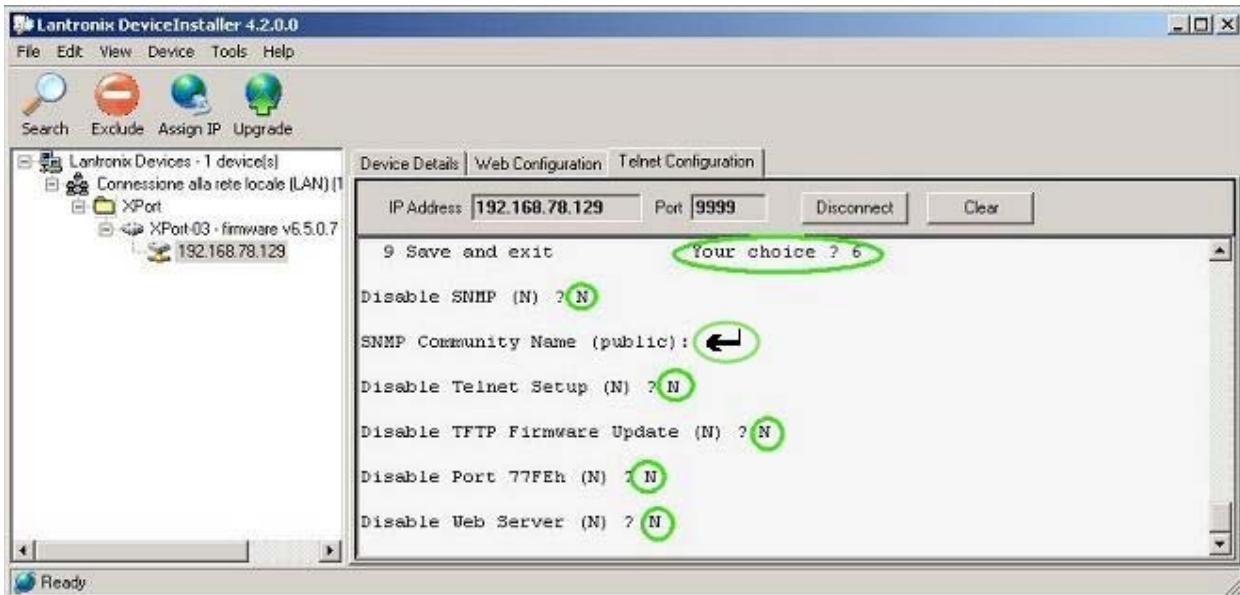 Lantronix DeviceInstaller 4.2.0.0
File Edit View Device Tools Help
Search Exclude Assign IP Upgrade
Lantronix Devices - 1 device(s)
Connessione alla rete locale (LAN) (1
XPort
XPort-03 - firmware v6.5.0.7
192.168.78.129
Device Details Web Configuration Telnet Configuration
IP Address 192.168.78.129 Port 9999 Disconnect Clear
9 Save and exit Your choice ? 6
Disable SNMP (N) ? N
SNMP Community Name (public):
Disable Telnet Setup (N) ? N
Disable TFTP Firmware Update (N) ? N
Disable Port 77FEh (N) ? N
Disable Web Server (N) ? N
Ready